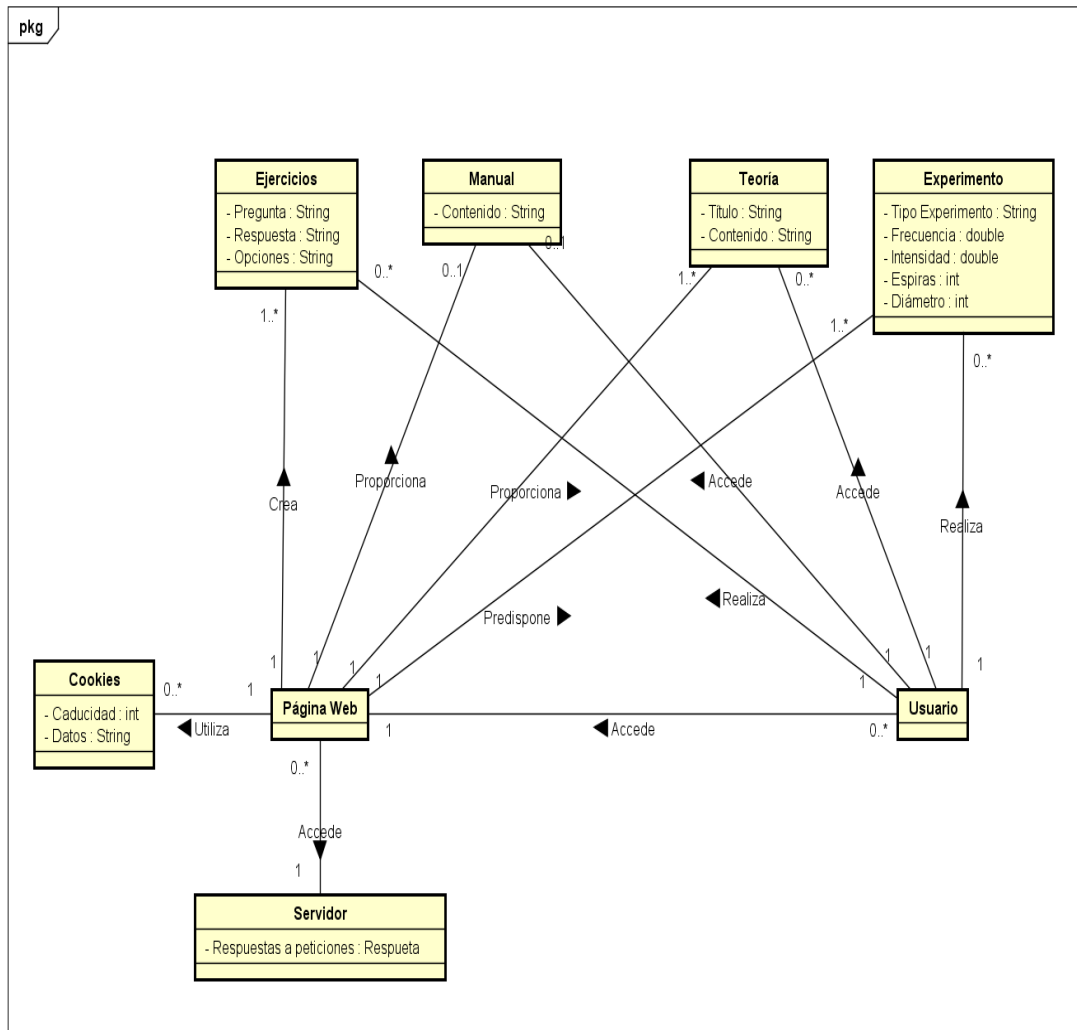 pkg
Ejercicios
- Pregunta : String
- Respuesta : String
- Opciones : String
Manual
- Contenido : String
Teoría
- Título : String
- Contenido : String
Experimento
- Tipo Experimento : String
- Frecuencia : double
- Intensidad : double
- Espiras : int
- Diámetro : int
0..*
0..1
0..1
1..*
0..*
1..*
1..*
0..*
Crea
Proporciona
Proporciona
Accede
Accede
Realiza
Predispone
Realiza
1
1
1
1
1
1
1
1
Cookies
- Caducidad : int
- Datos : String
0..*
1
Utiliza
Página Web
1
Accede
0..*
Usuario
0..*
Accede
1
Servidor
- Respuestas a peticiones : Respueta